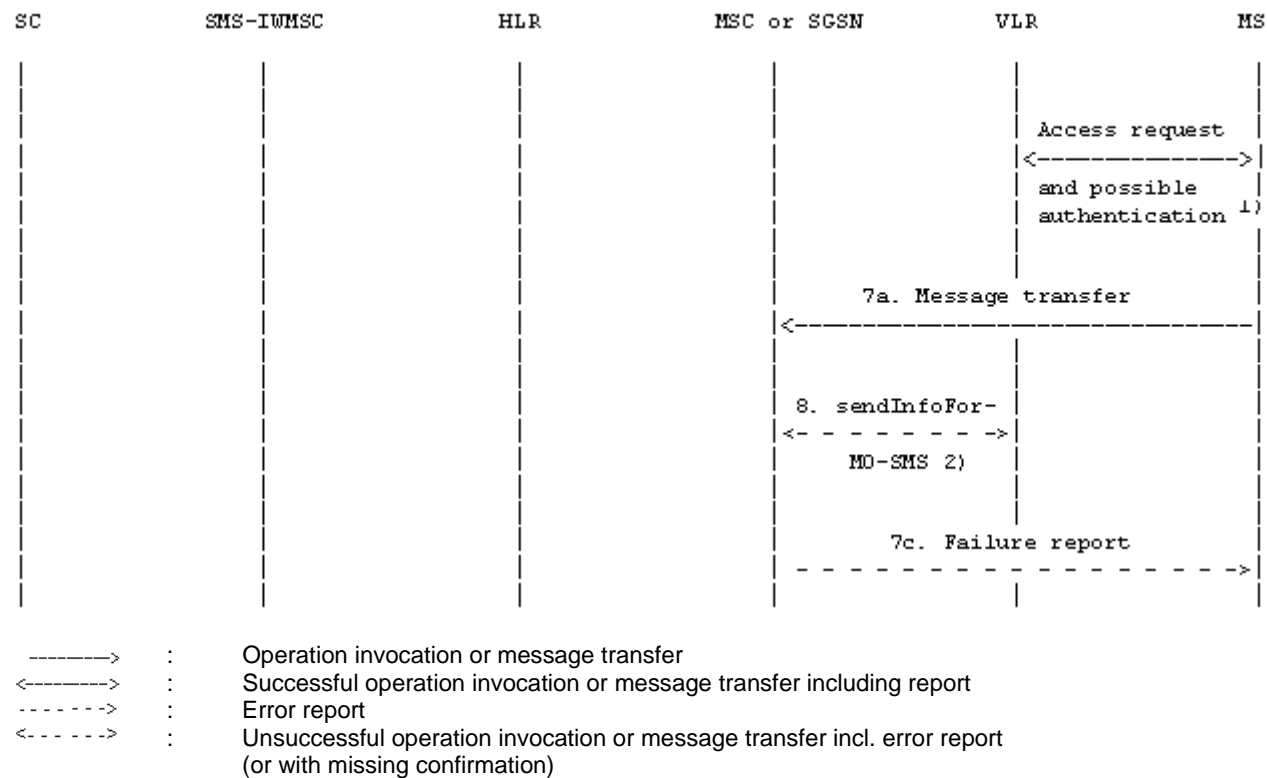 SC SMS-IWMSC HLR MSC or SGSN VLR MS
Access request
and possible
authentication 1)
7a. Message transfer
8. sendInfoFor-
MO-SMS 2)
7c. Failure report
: Operation invocation or message transfer
: Successful operation invocation or message transfer including report
: Error report
: Unsuccessful operation invocation or message transfer incl. error report
(or with missing confirmation)